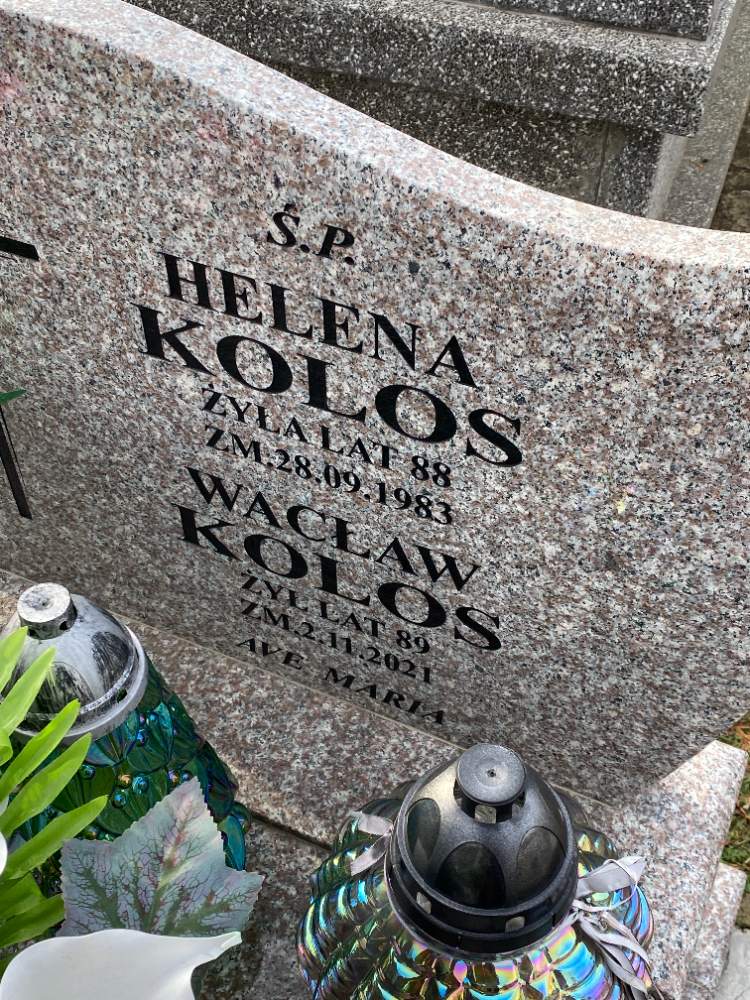 Ś.P.
HELENA
KOLOS
ŻYŁA LAT 88
ZM.28.09.1983
WACŁAW
KOLOS
ŻYŁ LAT 89
ZM.2.11.2021
AVE MARIA